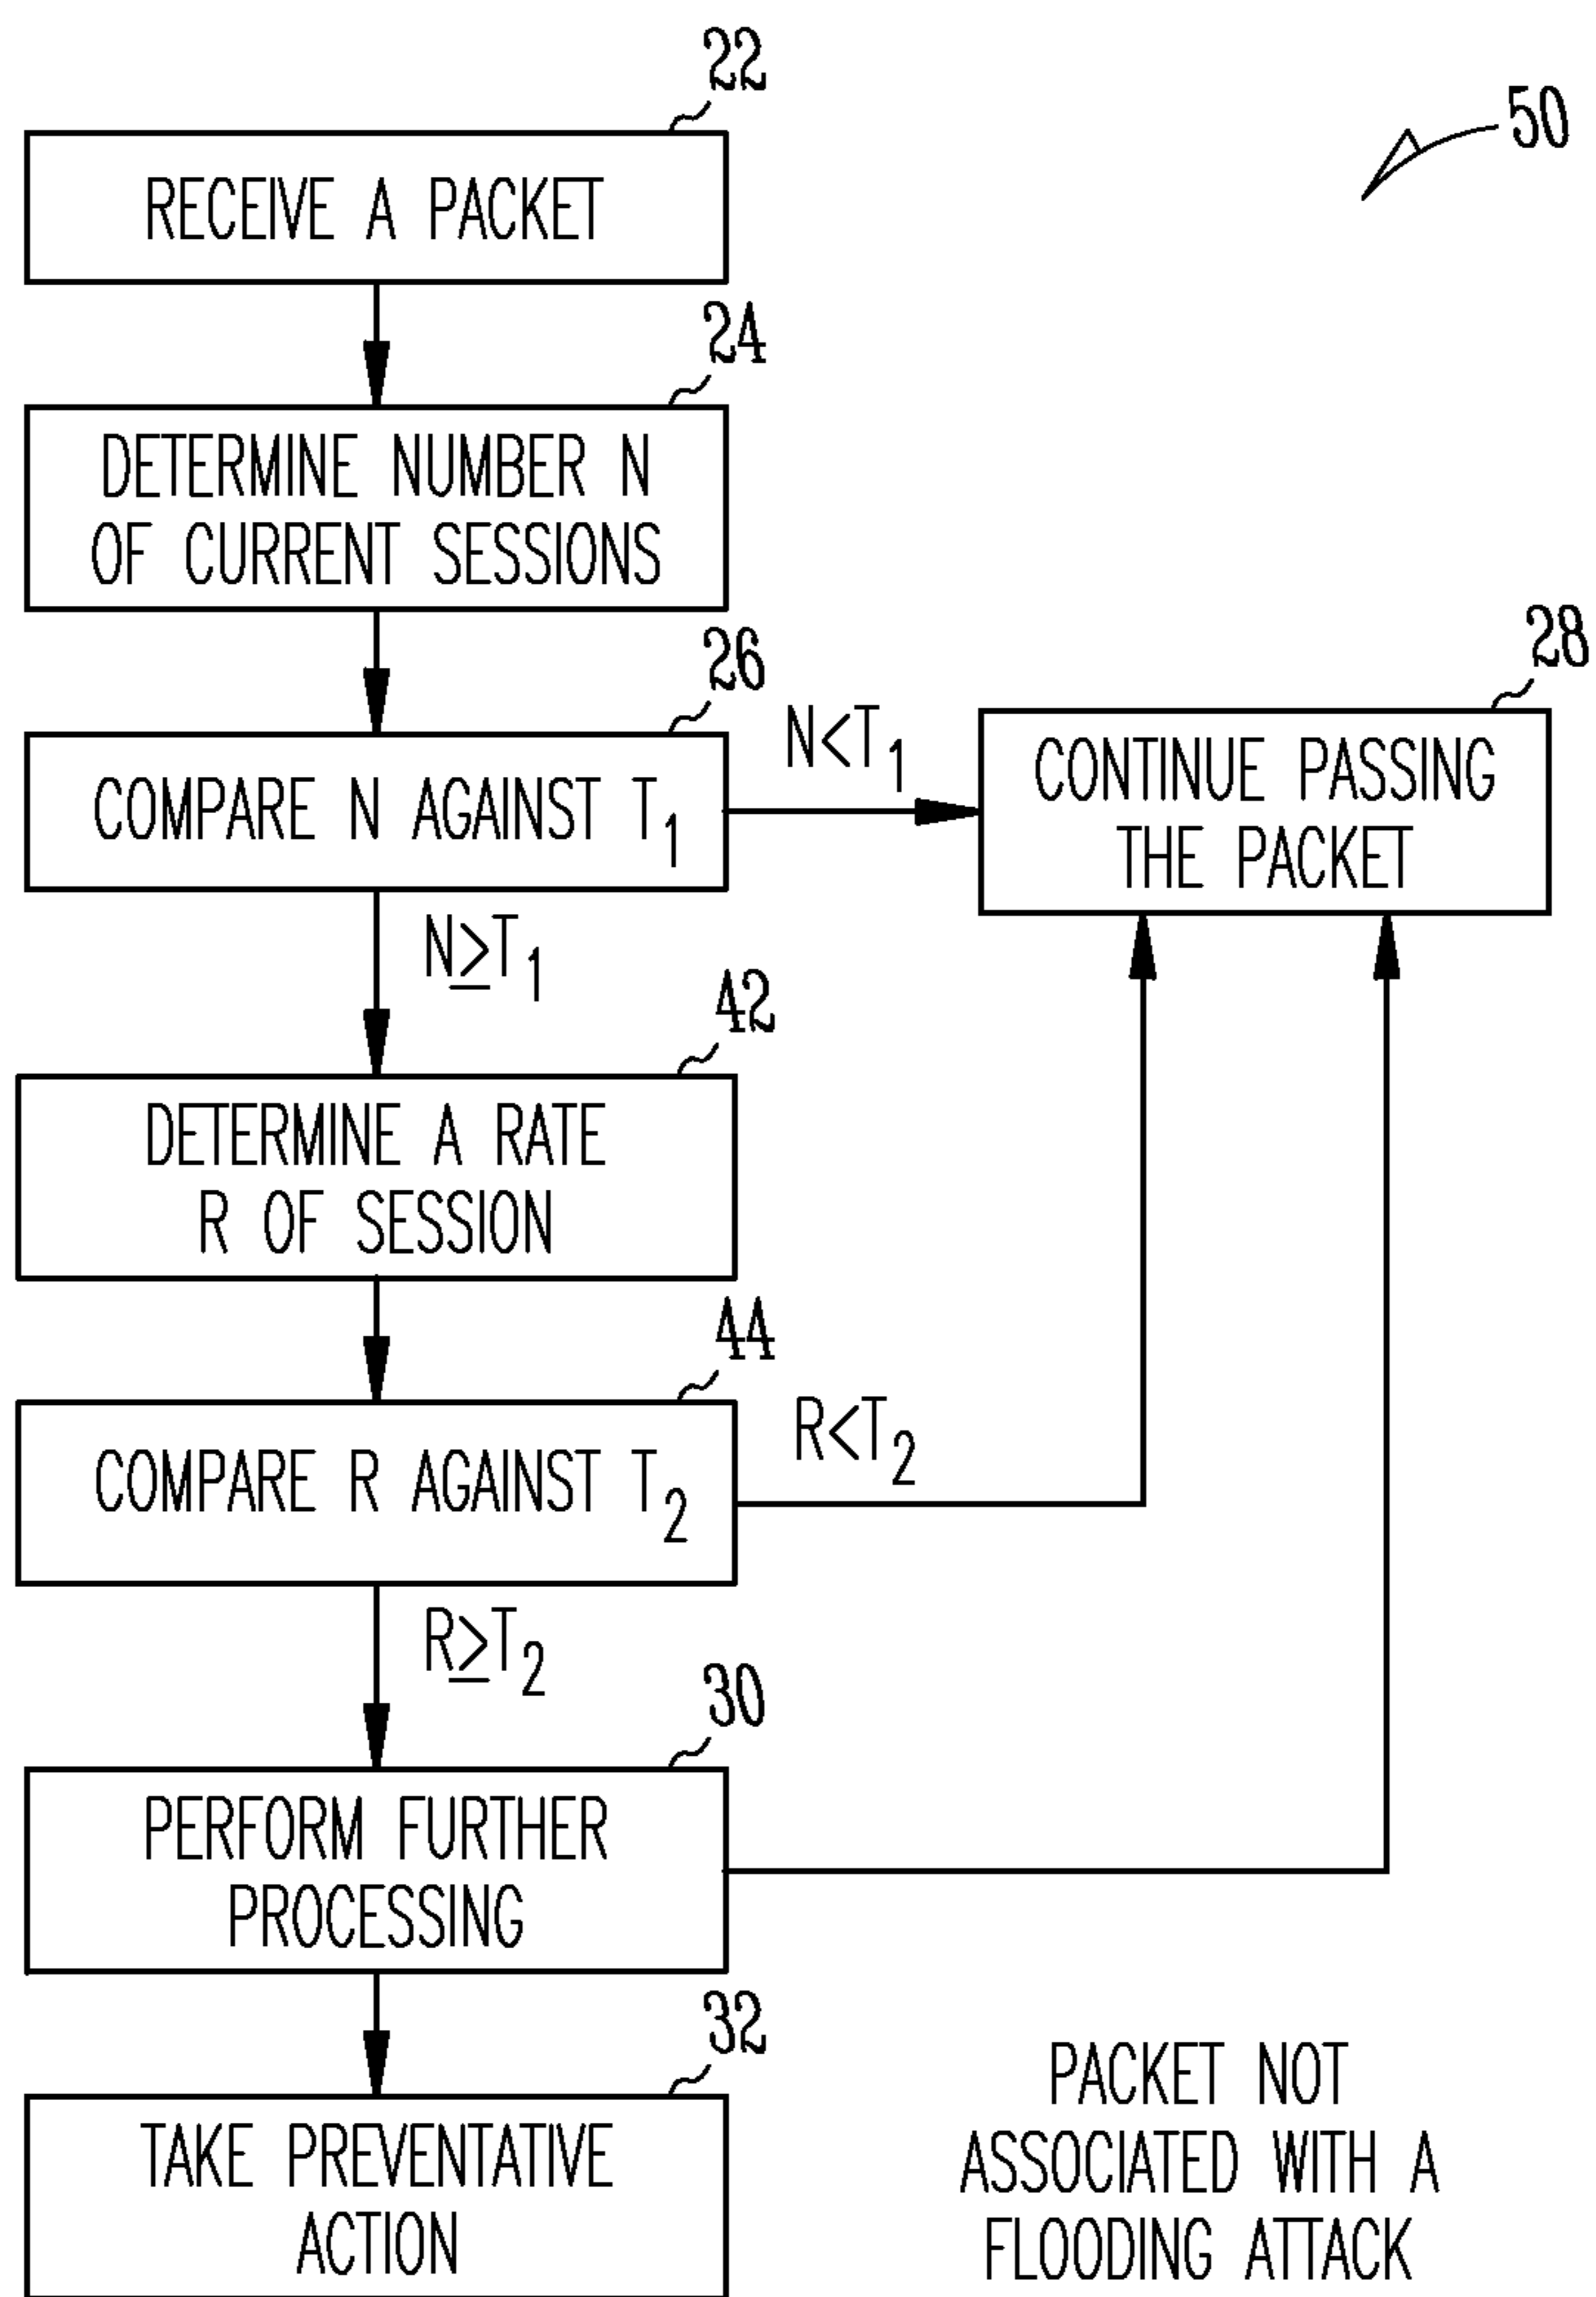 22
50
RECEIVE A PACKET
24
DETERMINE NUMBER N
OF CURRENT SESSIONS
26
28
N<T1
COMPARE N AGAINST T1
CONTINUE PASSING
THE PACKET
N≥T1
42
DETERMINE A RATE
R OF SESSION
44
COMPARE R AGAINST T2
R<T2
R≥T2
30
PERFORM FURTHER
PROCESSING
32
TAKE PREVENTATIVE
ACTION
PACKET NOT
ASSOCIATED WITH A
FLOODING ATTACK